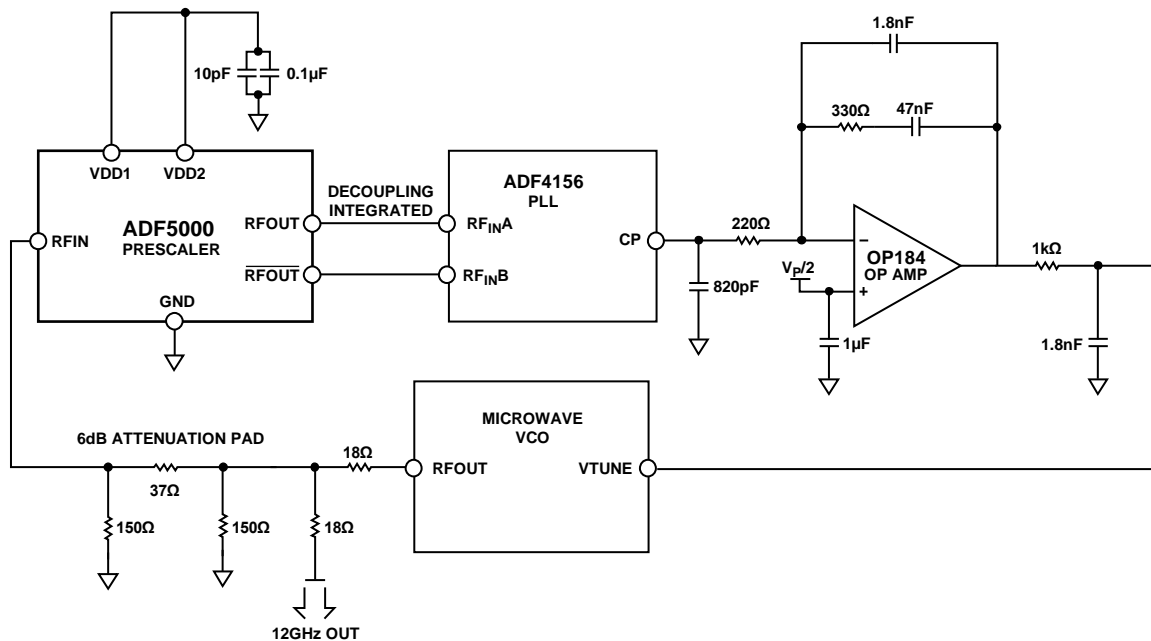 1.8nF
10pF
0.1µF
330Ω
47nF
VDD1
VDD2
ADF5000
PRESCALER
RFIN
RFOUT
RFOUT
GND
DECOUPLING
INTEGRATED
ADF4156
PLL
RFINA
RFINB
CP
220Ω
820pF
VP/2
1µF
−
+
OP184
OP AMP
1kΩ
1.8nF
6dB ATTENUATION PAD
37Ω
150Ω
150Ω
18Ω
18Ω
12GHz OUT
MICROWAVE
VCO
RFOUT
VTUNE